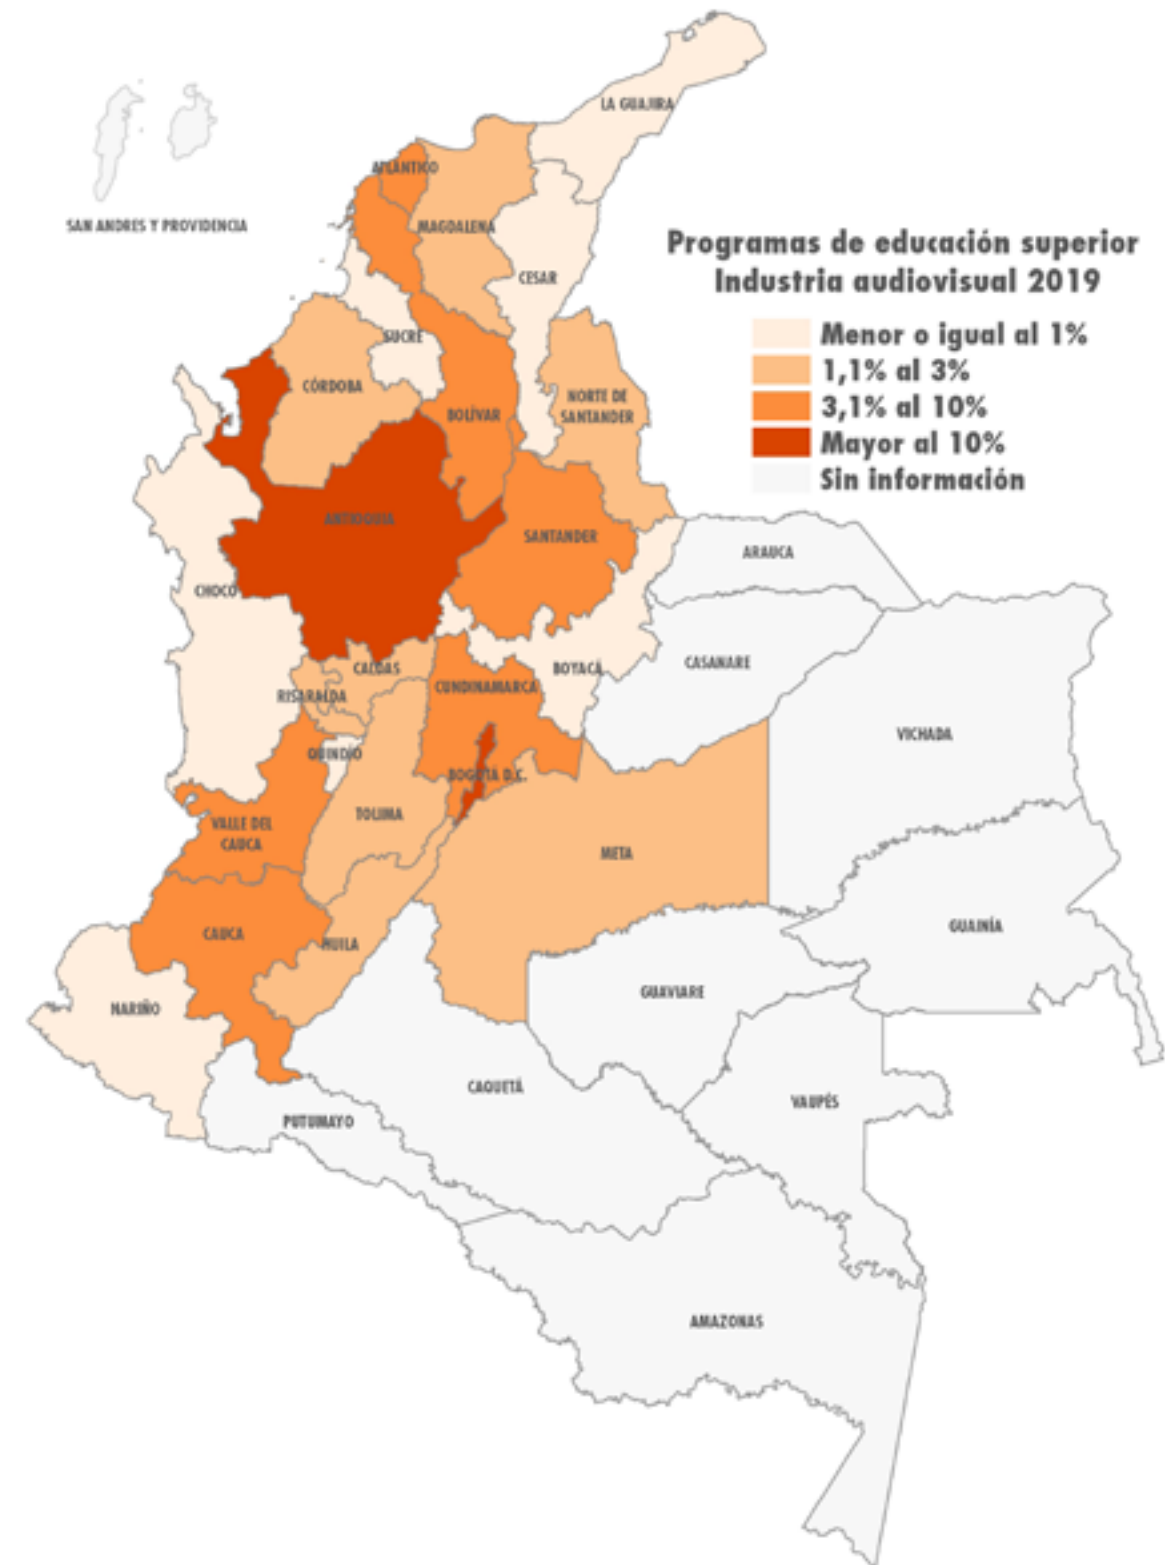 LA GUAJIRA
ATLÁNTICO
SAN ANDRES Y PROVIDENCIA
MAGDALENA
CESAR
Programas de educación superior
Industria audiovisual 2019
Menor o igual al 1%
1,1% al 3%
3,1% al 10%
Mayor al 10%
Sin información
SUCRE
CÓRDOBA
BOLÍVAR
NORTE DE
SANTANDER
ANTIOQUIA
SANTANDER
ARAUCA
CHOCÓ
CALDAS
BOYACÁ
CASANARE
RISARALDA
CUNDINAMARCA
VICHADA
QUINDÍO
BOGOTÁ D.C.
TOLIMA
VALLE DEL
CAUCA
META
CAUCA
HUILA
GUAINÍA
GUAVIARE
NARIÑO
CAQUETÁ
VAUPÉS
PUTUMAYO
AMAZONAS